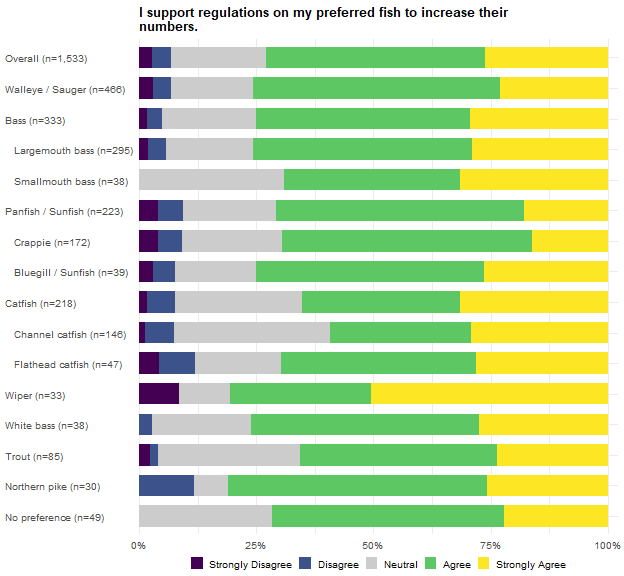 I support regulations on my preferred fish to increase their
numbers.
Overall (n=1,533)
Walleye / Sauger (n=466)
Bass (n=333)
Largemouth bass (n=295)
Smallmouth bass (n=38)
Panfish / Sunfish (n=223)
Crappie (n=172)
Bluegill / Sunfish (n=39)
Catfish (n=218)
Channel catfish (n=146)
Flathead catfish (n=47)
Wiper (n=33)
White bass (n=38)
Trout (n=85)
Northern pike (n=30)
No preference (n=49)
0% 25% 50% 75% 100%
Strongly Disagree Disagree Neutral Agree Strongly Agree